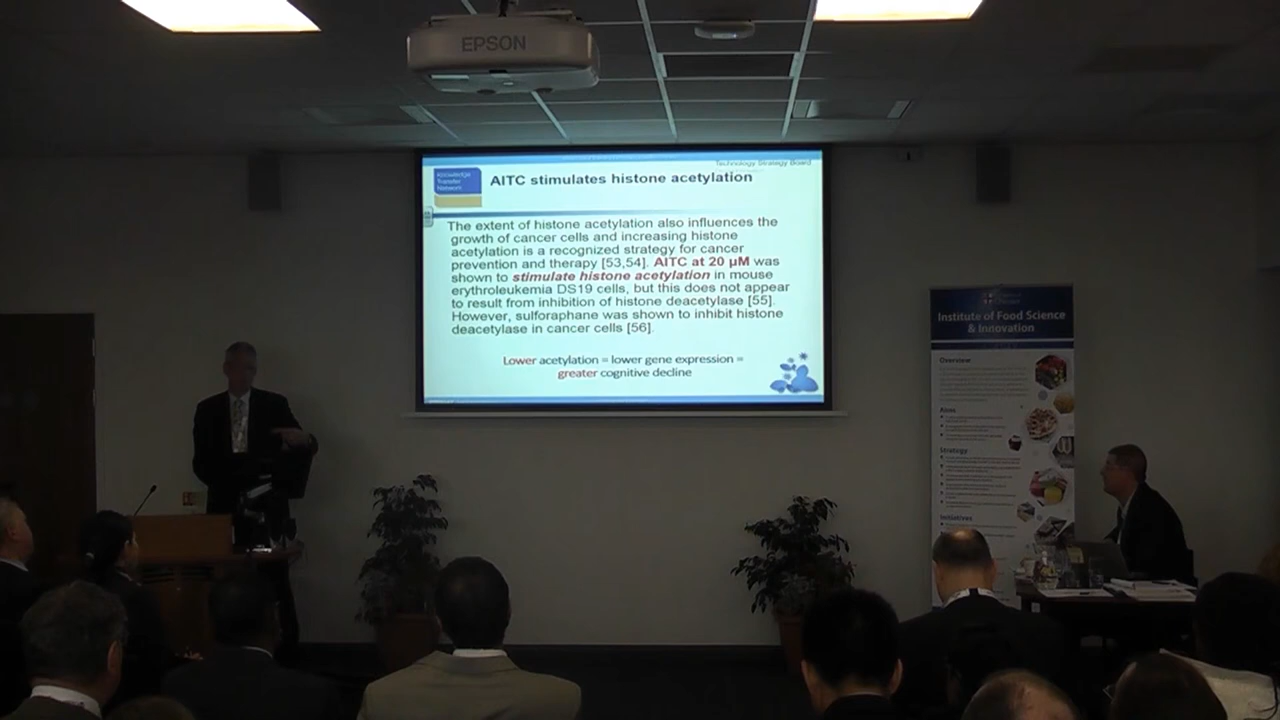 EPSON
Technology Strategy Board
Knowledge
Transfer
Network
AITC stimulates histone acetylation
The extent of histone acetylation also influences the
growth of cancer cells and increasing histone
acetylation is a recognized strategy for cancer
prevention and therapy [53,54]. AITC at 20 µM was
shown to stimulate histone acetylation in mouse
erythroleukemia DS19 cells, but this does not appear
to result from inhibition of histone deacetylase [55].
However, sulforaphane was shown to inhibit histone
deacetylase in cancer cells [56].
Lower acetylation = lower gene expression =
greater cognitive decline
Institute of Food Science
& Innovation
Overview
Aims
Strategy
Initiatives